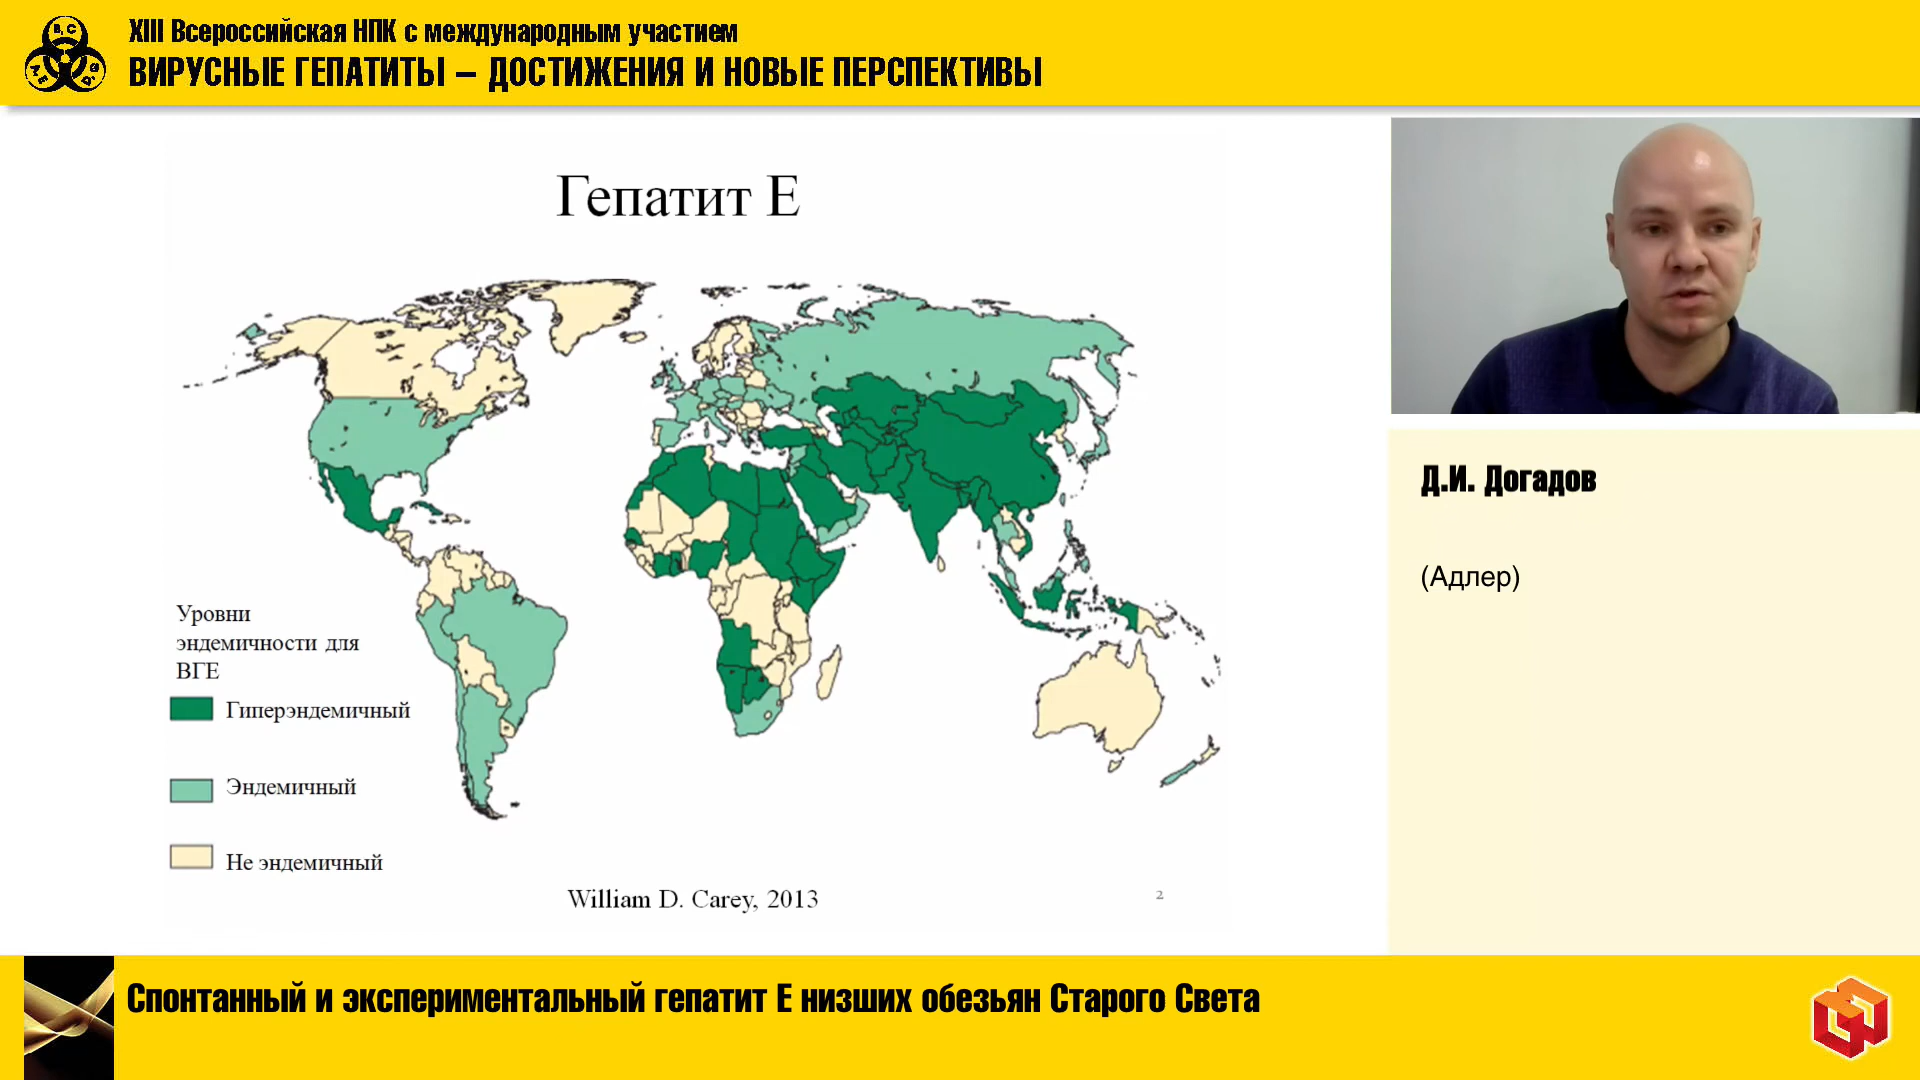 XIII Всероссийская НПК с международным участием
ВИРУСНЫЕ ГЕПАТИТЫ – ДОСТИЖЕНИЯ И НОВЫЕ ПЕРСПЕКТИВЫ
B, C
Гепатит Е
Уровни
эндемичности для
ВГЕ
Гиперэндемичный
Эндемичный
Не эндемичный
William D. Carey, 2013
2
Д.И. Догадов
(Адлер)
Спонтанный и экспериментальный гепатит Е низших обезьян Старого Света